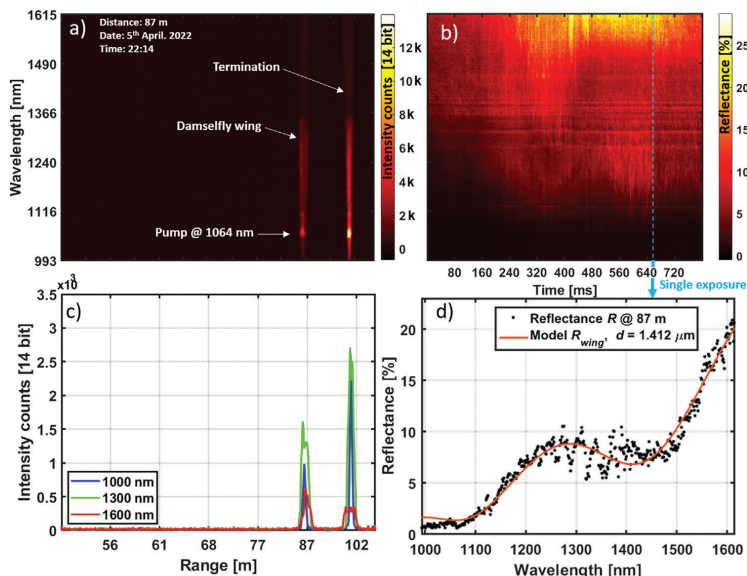 a)
Distance: 87 m
Date: 5th April. 2022
Time: 22:14
Termination
Damselfly wing
Pump @ 1064 nm
Wavelength [nm]
1615
1490
1366
1240
1116
993
Intensity counts [14 bit]
14k
12k
10k
8k
6k
4k
2k
0
b)
Reflectance [%]
25
20
15
10
5
0
80 160 240 320 400 480 560 640 720
Time [ms]
Single exposure
c)
x10^3
Intensity counts [14 bit]
3.5
3
2.5
2
1.5
1
0.5
0
1000 nm
1300 nm
1600 nm
56 61 68 77 87 102
Range [m]
d)
Reflectance R @ 87 m
Model Rwing, d = 1.412 μm
Reflectance [%]
20
15
10
5
0
1000 1100 1200 1300 1400 1500 1600
Wavelength [nm]